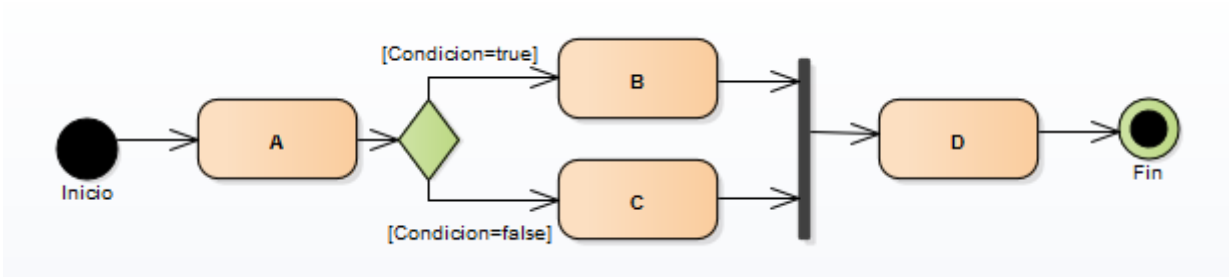 [Condicion=true]
B
A
D
Inicio
Fin
C
[Condicion=false]